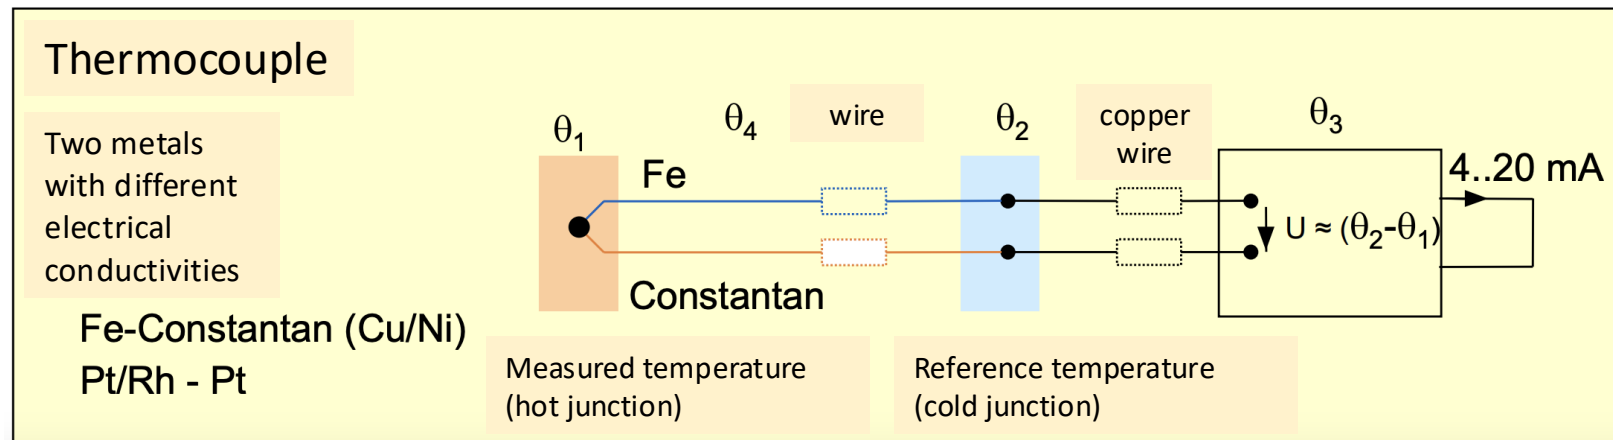 Thermocouple
Two metals
with different
electrical
conductivities
Fe-Constantan (Cu/Ni)
Pt/Rh - Pt
θ1
θ4
wire
θ2
copper
wire
θ3
Fe
Constantan
4..20 mA
U ≈ (θ2-θ1)
Measured temperature
(hot junction)
Reference temperature
(cold junction)